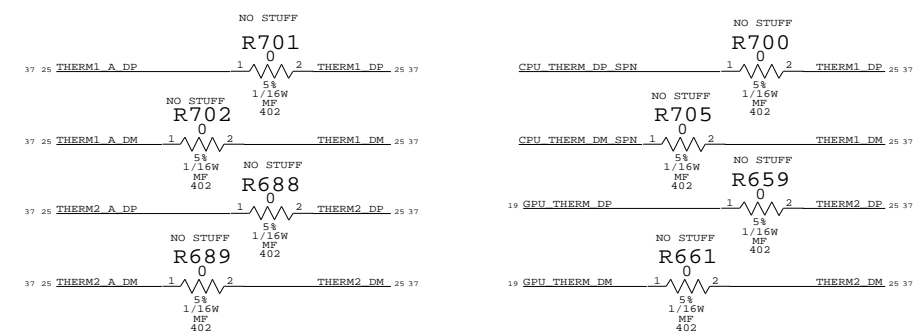 NO STUFF
R701
0
37 25 THERM1_A_DP 1 2 THERM1_DP 25 37
5%
1/16W
MF
402
NO STUFF
R702
0
37 25 THERM1_A_DM 1 2 THERM1_DM 25 37
5%
1/16W
MF
402
NO STUFF
R688
0
37 25 THERM2_A_DP 1 2 THERM2_DP 25 37
5%
1/16W
MF
402
NO STUFF
R689
0
37 25 THERM2_A_DM 1 2 THERM2_DM 25 37
5%
1/16W
MF
402
NO STUFF
R700
0
CPU_THERM_DP_SPN 1 2 THERM1_DP 25 37
5%
1/16W
MF
402
NO STUFF
R705
0
CPU_THERM_DM_SPN 1 2 THERM1_DM 25 37
5%
1/16W
MF
402
NO STUFF
R659
0
19 GPU_THERM_DP 1 2 THERM2_DP 25 37
5%
1/16W
MF
402
NO STUFF
R661
0
19 GPU_THERM_DM 1 2 THERM2_DM 25 37
5%
1/16W
MF
402